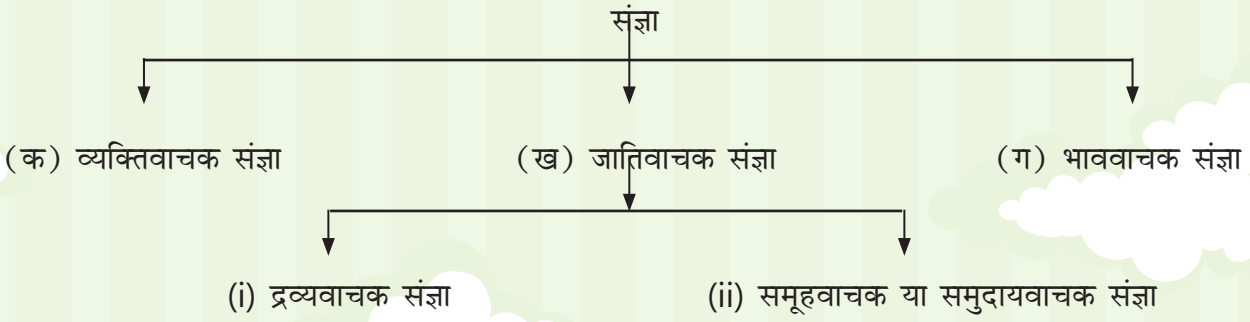 संज्ञा
(क) व्यक्तिवाचक संज्ञा (ख) जातिवाचक संज्ञा (ग) भाववाचक संज्ञा
(i) द्रव्यवाचक संज्ञा (ii) समूहवाचक या समुदायवाचक संज्ञा